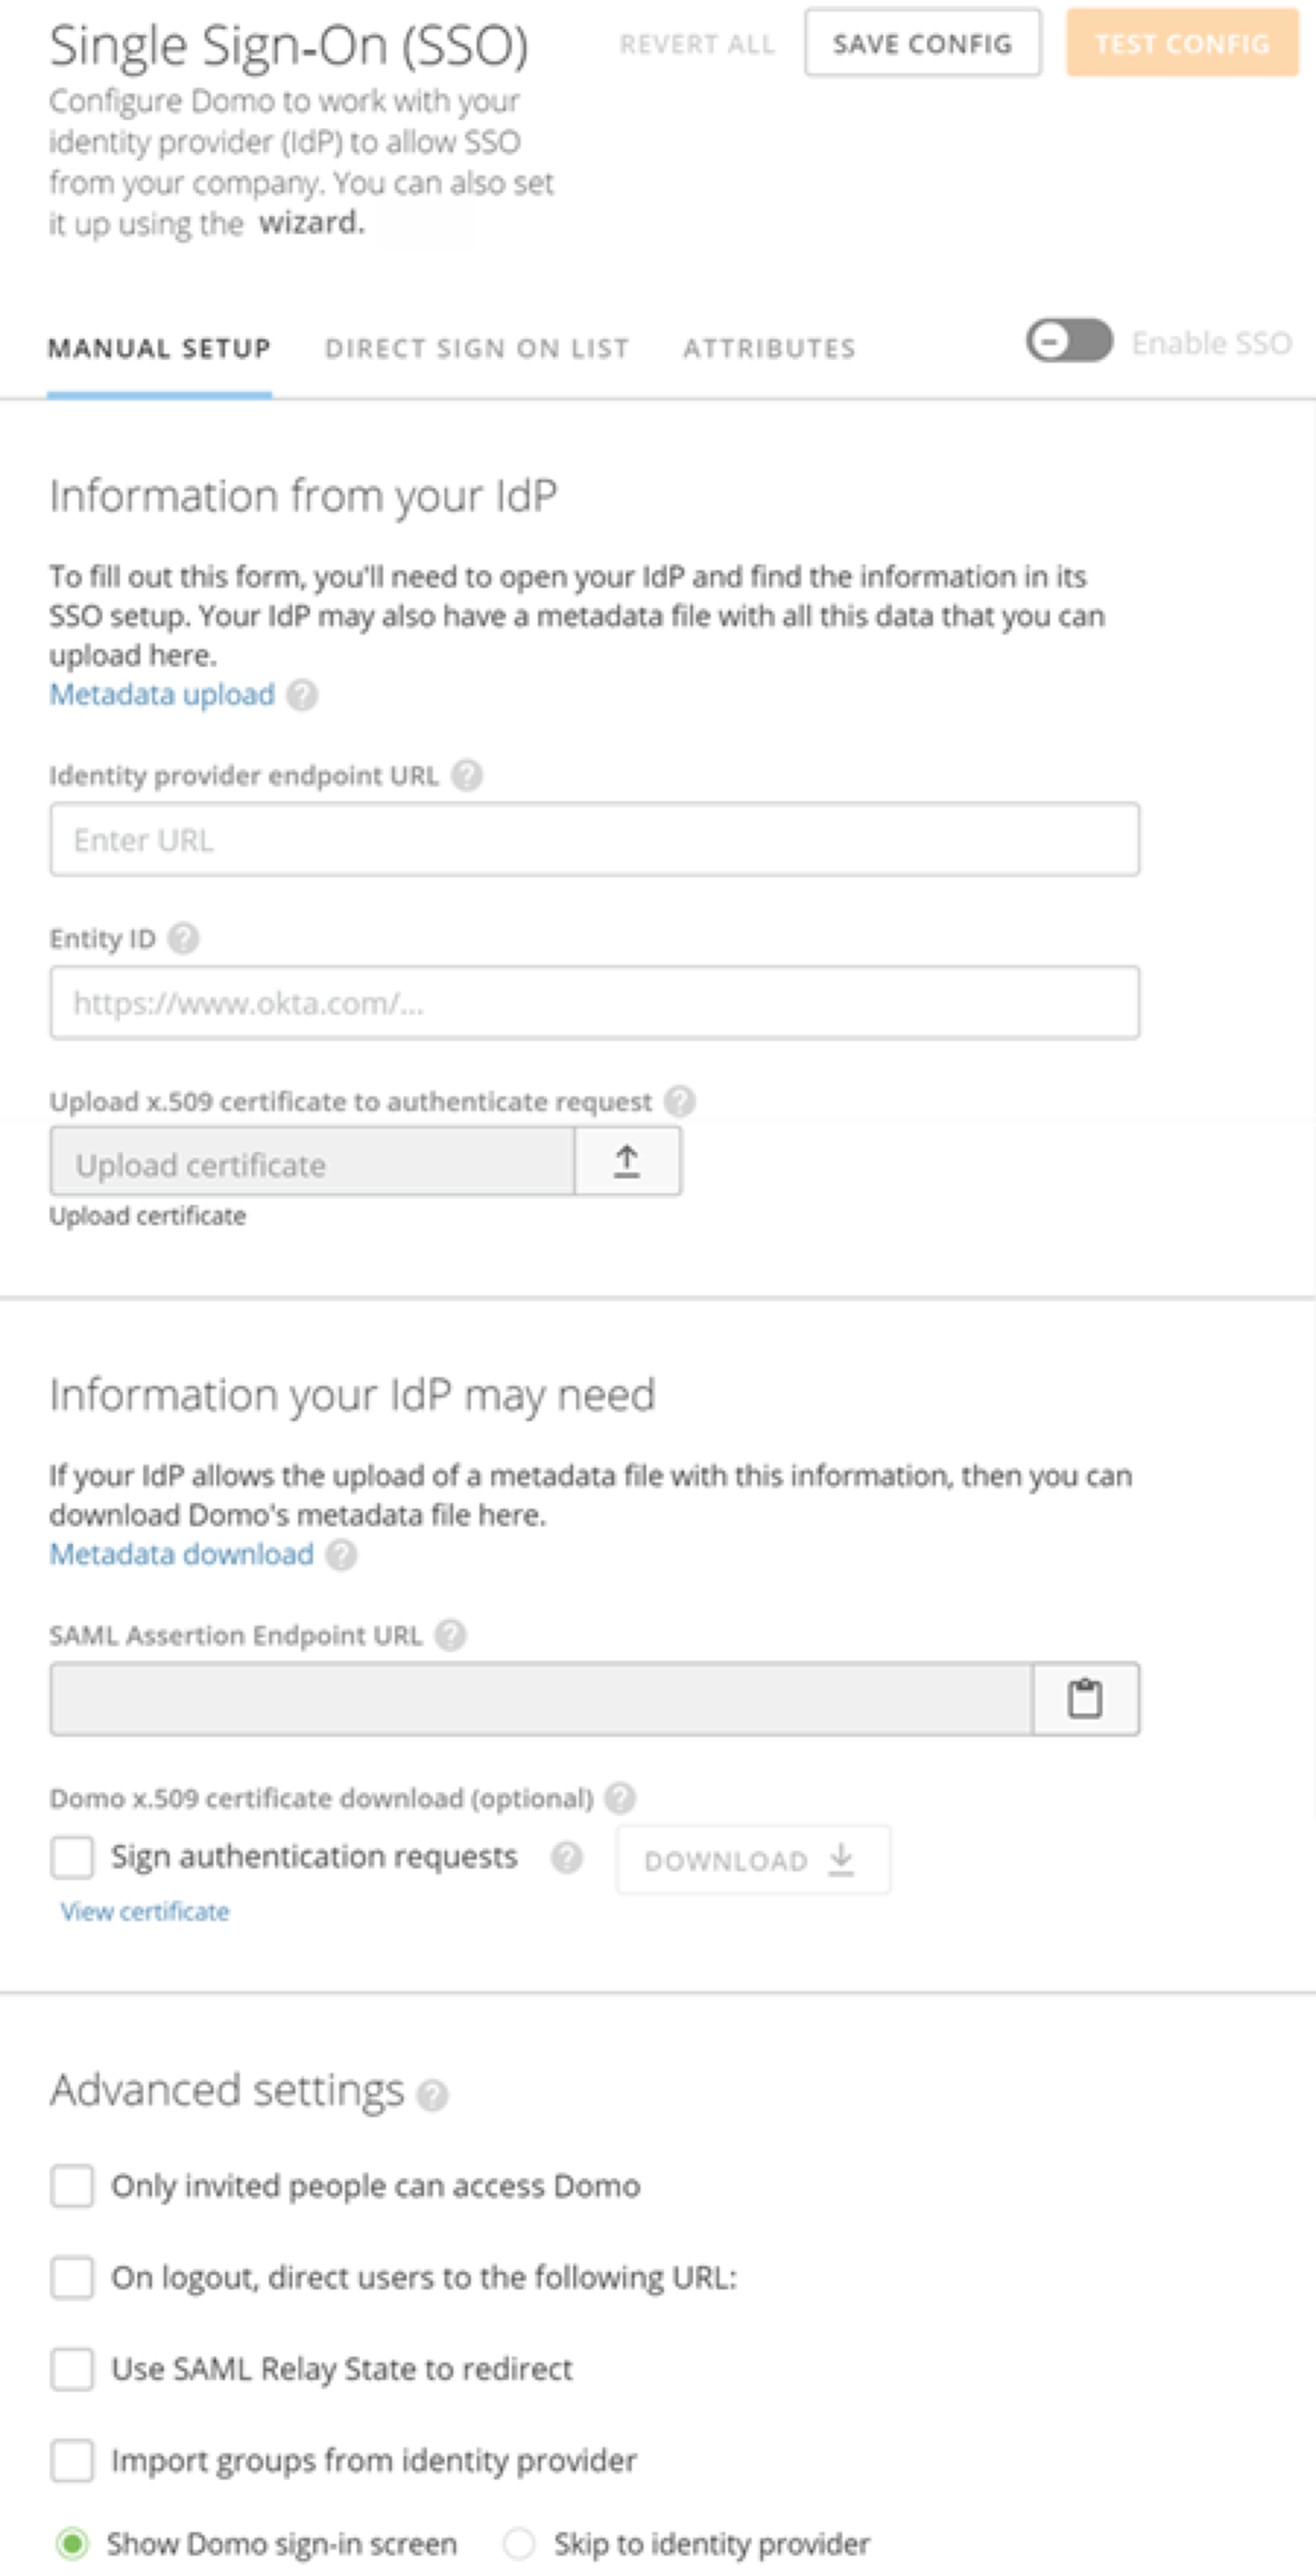 Single Sign-On (SSO)
REVERT ALL
SAVE CONFIG
TEST CONFIG
Configure Domo to work with your
identity provider (IdP) to allow SSO
from your company. You can also set
it up using the wizard.
MANUAL SETUP
DIRECT SIGN ON LIST
ATTRIBUTES
Enable SSO
Information from your IdP
To fill out this form, you'll need to open your IdP and find the information in its
SSO setup. Your IdP may also have a metadata file with all this data that you can
upload here.
Metadata upload ?
Identity provider endpoint URL ?
Enter URL
Entity ID ?
https://www.okta.com/...
Upload x.509 certificate to authenticate request ?
Upload certificate
Upload certificate
Information your IdP may need
If your IdP allows the upload of a metadata file with this information, then you can
download Domo's metadata file here.
Metadata download ?
SAML Assertion Endpoint URL ?
Domo x.509 certificate download (optional) ?
Sign authentication requests ?
DOWNLOAD
View certificate
Advanced settings ?
Only invited people can access Domo
On logout, direct users to the following URL:
Use SAML Relay State to redirect
Import groups from identity provider
Show Domo sign-in screen
Skip to identity provider